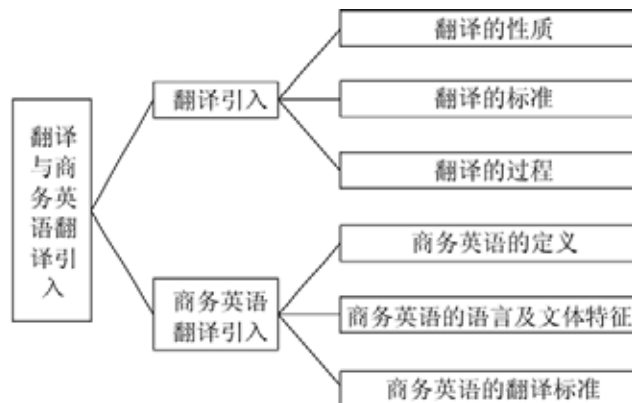 翻译
与商
务英
语翻
译引
入
翻译引入
翻译的性质
翻译的标准
翻译的过程
商务英语
翻译引入
商务英语的定义
商务英语的语言及文体特征
商务英语的翻译标准